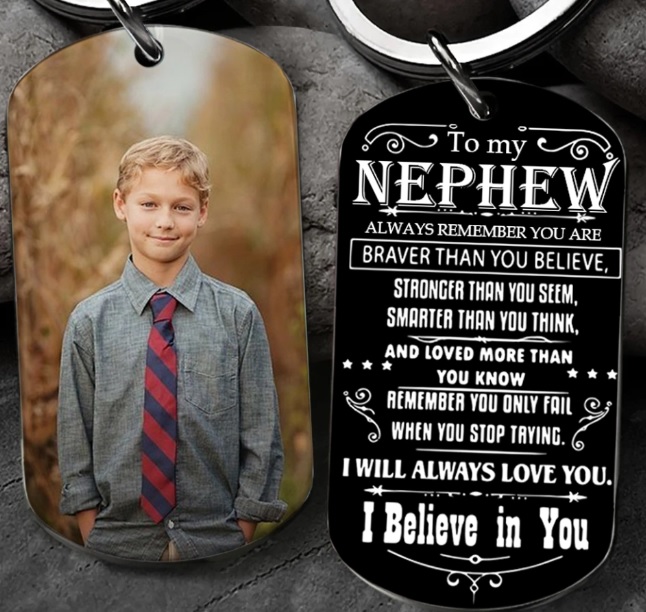 To my
NEPHEW
ALWAYS REMEMBER YOU ARE
BRAVER THAN YOU BELIEVE,
STRONGER THAN YOU SEEM,
SMARTER THAN YOU THINK,
AND LOVED MORE THAN
YOU KNOW
REMEMBER YOU ONLY FAIL
WHEN YOU STOP TRYING.
I WILL ALWAYS LOVE YOU.
I Believe in You